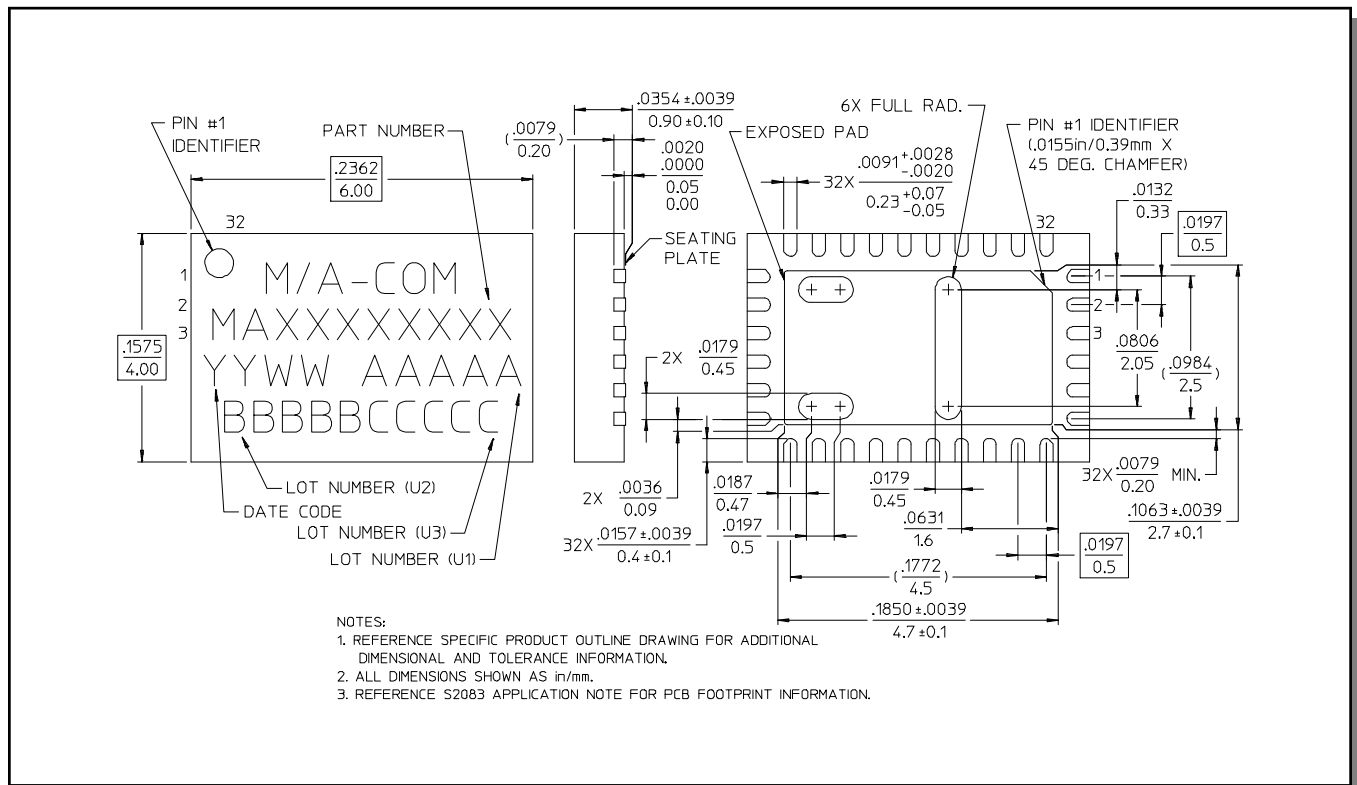 PIN #1
IDENTIFIER
PART NUMBER
.2362
6.00
32
1
2
3
.1575
4.00
M/A-COM
MAXXXXXXXXX
YYWW AAAAA
BBBBBCCCCC
LOT NUMBER (U2)
DATE CODE
LOT NUMBER (U3)
LOT NUMBER (U1)
.0354 ±.0039
0.90 ±0.10
(.0079)
0.20
.0020
.0000
0.05
0.00
SEATING
PLATE
EXPOSED PAD
6X FULL RAD.
PIN #1 IDENTIFIER
(.0155in/0.39mm X
45 DEG. CHAMFER)
32X .0091 +.0028
-.0020
0.23 +0.07
-0.05
32
.0132
0.33
.0197
0.5
1
2
3
.0806
2.05
(.0984)
2.5
2X .0179
0.45
2X .0036
0.09
32X .0157 ±.0039
0.4 ±0.1
.0187
0.47
.0197
0.5
.0179
0.45
.0631
1.6
32X .0079 MIN.
0.20
.1063 ±.0039
2.7 ±0.1
.0197
0.5
(.1772)
4.5
.1850 ±.0039
4.7 ±0.1
NOTES:
1. REFERENCE SPECIFIC PRODUCT OUTLINE DRAWING FOR ADDITIONAL
DIMENSIONAL AND TOLERANCE INFORMATION.
2. ALL DIMENSIONS SHOWN AS in/mm.
3. REFERENCE S2083 APPLICATION NOTE FOR PCB FOOTPRINT INFORMATION.